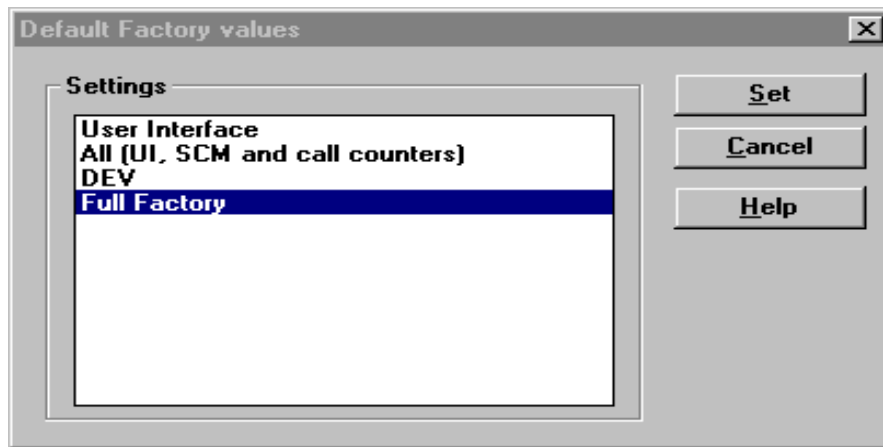 Default Factory values
Settings
User Interface
All (UI, SCM and call counters)
DEV
Full Factory
Set
Cancel
Help